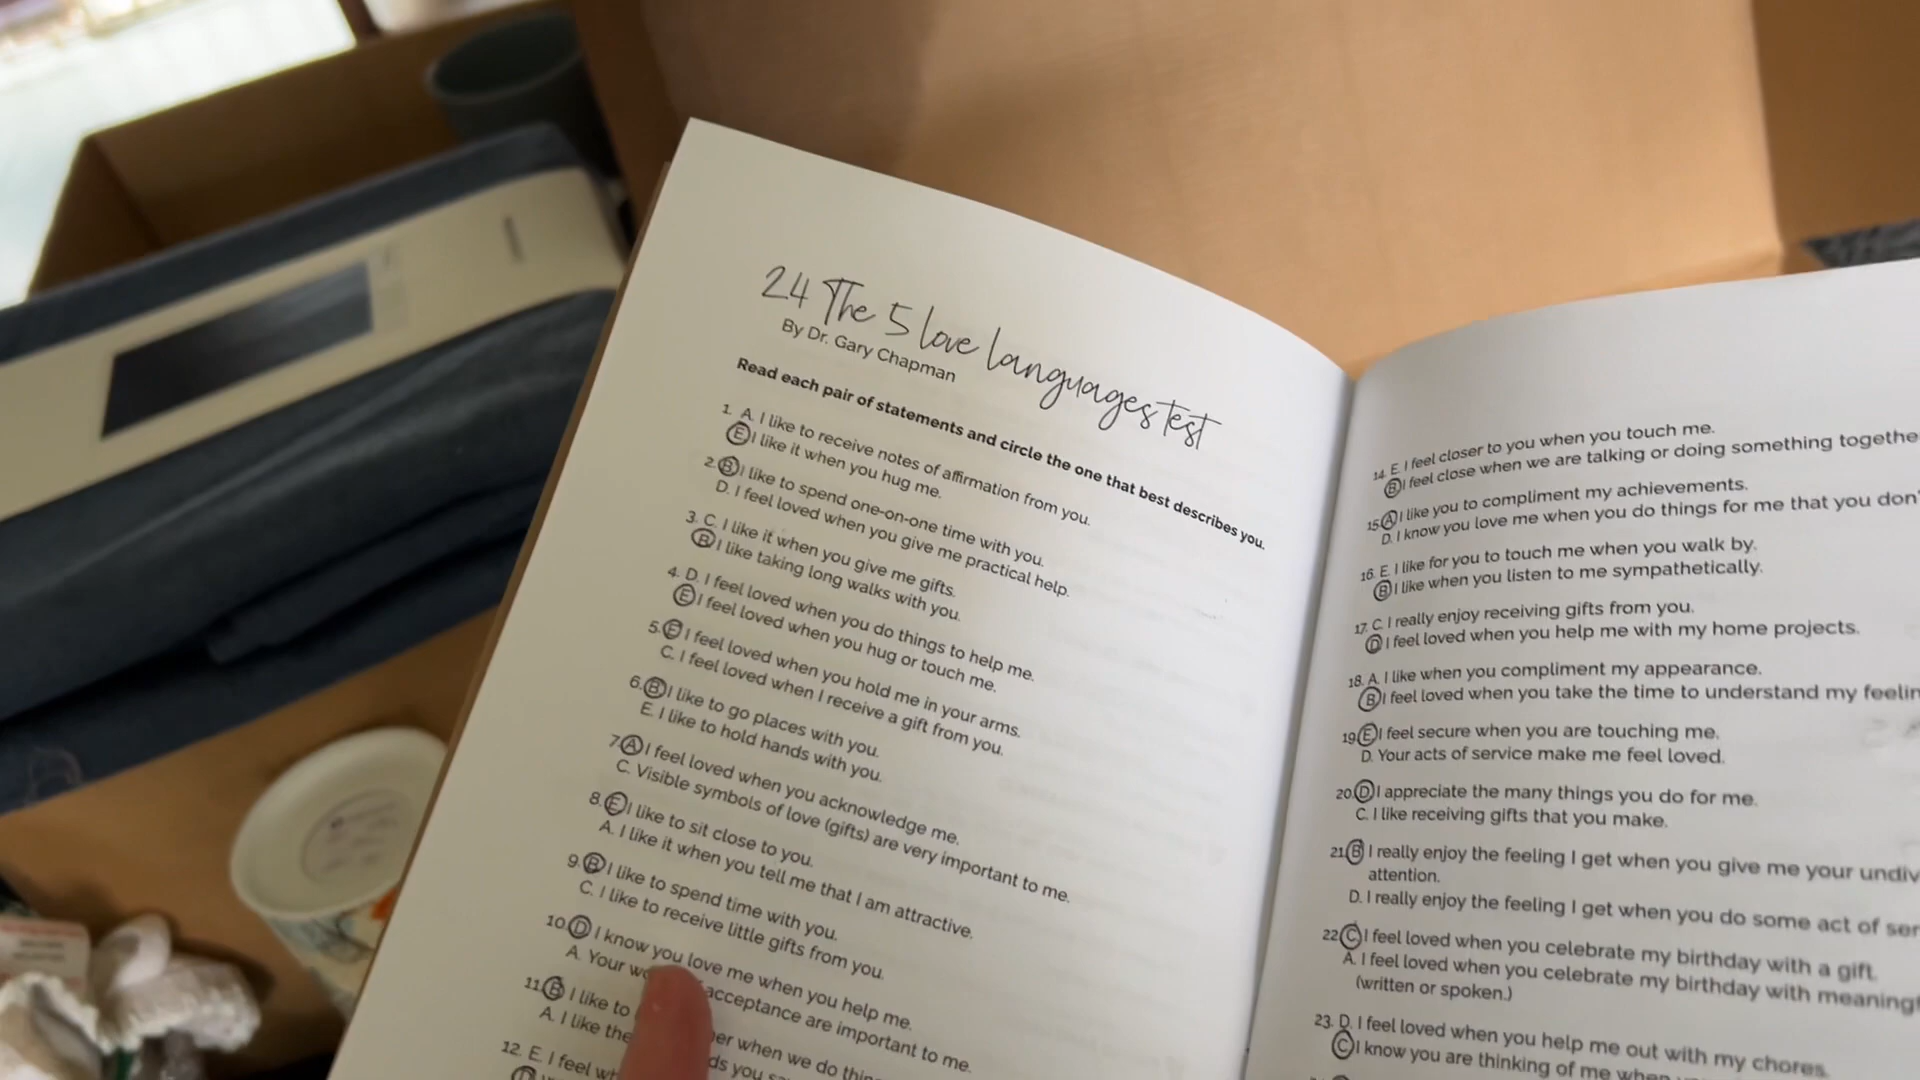 24 The 5 love languages test
By Dr. Gary Chapman
Read each pair of statements and circle the one that best describes you.
1. A. I like to receive notes of affirmation from you.
E I like it when you hug me.
2. B I like to spend one-on-one time with you.
D. I feel loved when you give me practical help.
3. C. I like it when you give me gifts.
B I like taking long walks with you.
4. D. I feel loved when you do things to help me.
E I feel loved when you hug or touch me.
5. E I feel loved when you hold me in your arms.
C. I feel loved when I receive a gift from you.
6. B I like to go places with you.
E. I like to hold hands with you.
7. A I feel loved when you acknowledge me.
C. Visible symbols of love (gifts) are very important to me.
8. E I like to sit close to you.
A. I like it when you tell me that I am attractive.
9. B I like to spend time with you.
C. I like to receive little gifts from you.
10. D I know you love me when you help me.
A. Your acceptance are important to me.
11. B I like to when we do
A. I like the you
12. E. I feel
14. E. I feel closer to you when you touch me.
B I feel close when we are talking or doing something
15 A I like you to compliment my achievements.
D. I know you love me when you do things for me that you
16. E. I like for you to touch me when you walk by.
B I like when you listen to me sympathetically.
17. C. I really enjoy receiving gifts from you.
D I feel loved when you help me with my home projects.
18. A. I like when you compliment my appearance.
B I feel loved when you take the time to understand my
19 E I feel secure when you are touching me.
D. Your acts of service make me feel loved.
20. D I appreciate the many things you do for me.
C. I like receiving gifts that you make.
21. B I really enjoy the feeling I get when you give me your
attention.
D. I really enjoy the feeling I get when you do some act of
22 C I feel loved when you celebrate my birthday with a gift.
A. I feel loved when you celebrate my birthday with
(written or spoken.)
23. D. I feel loved when you help me out with my chores.
C I know you are thinking of me when